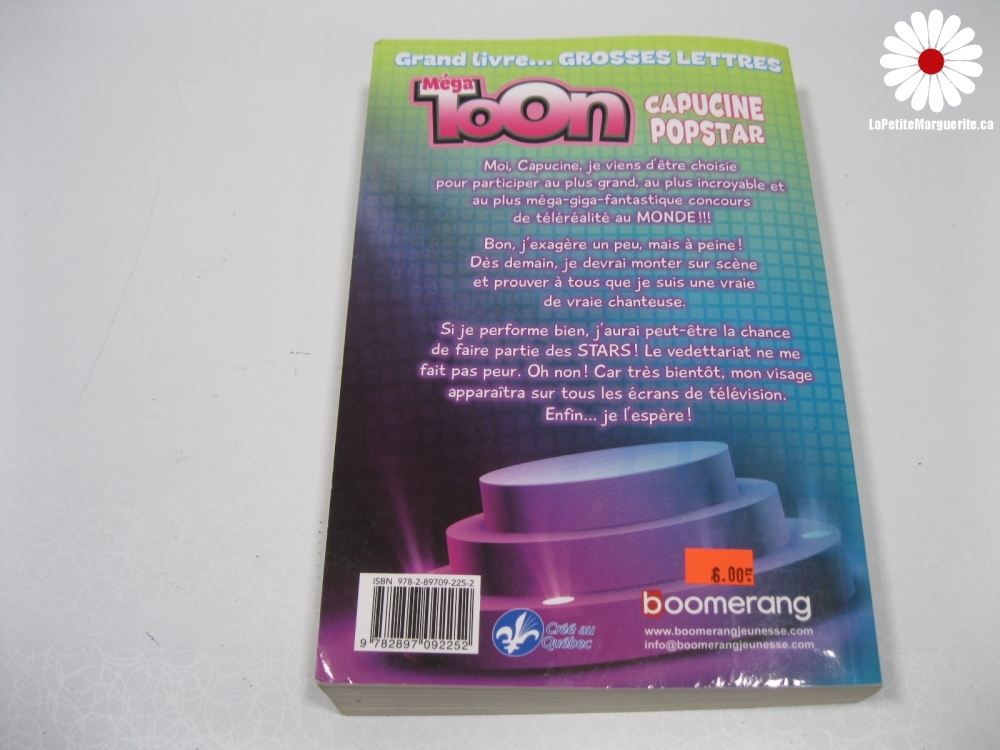 LaPetiteMarguerite.ca
Grand livre... GROSSES LETTRES
Méga
ToOn
CAPUCINE
POPSTAR
Moi, Capucine, je viens d'être choisie
pour participer au plus grand, au plus incroyable et
au plus méga-giga-fantastique concours
de téléréalité au MONDE!!!
Bon, j'exagère un peu, mais à peine!
Dès demain, je devrai monter sur scène
et prouver à tous que je suis une vraie
de vraie chanteuse.
Si je performe bien, j'aurai peut-être la chance
de faire partie des STARS! Le vedettariat ne me
fait pas peur. Oh non! Car très bientôt, mon visage
apparaîtra sur tous les écrans de télévision.
Enfin... je l'espère!
6.00
ISBN 978-2-89709-225-2
9 782897 092252
Créé au
Québec
boomerang
www.boomerangjeunesse.com
info@boomerangjeunesse.com